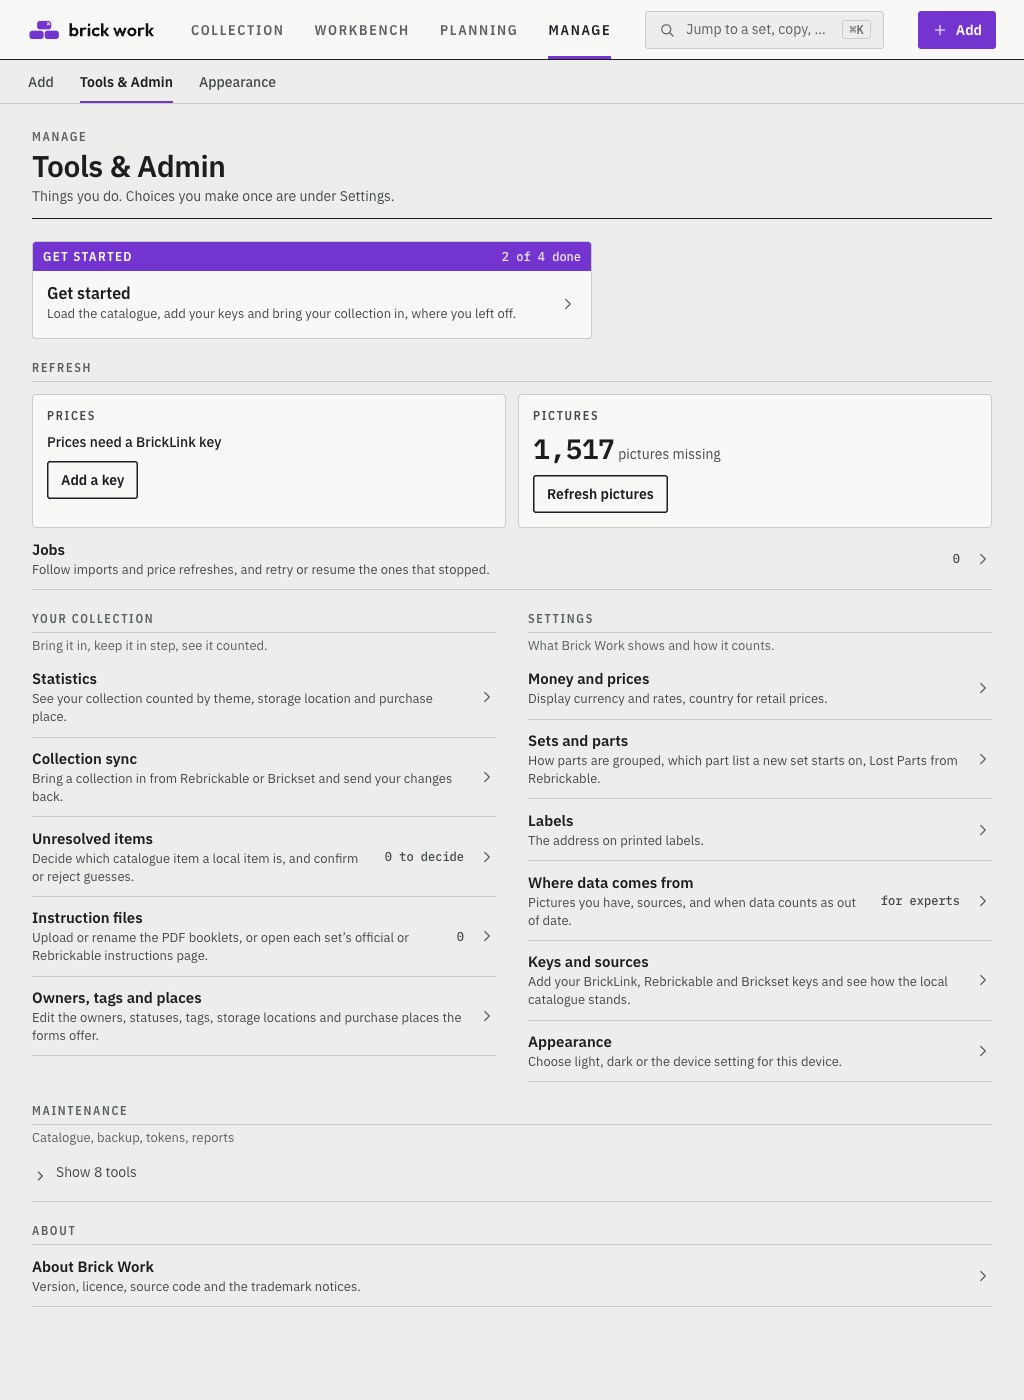 brick work
COLLECTION
WORKBENCH
PLANNING
MANAGE
Jump to a set, copy, ...
⌘K
Add
Add
Tools & Admin
Appearance
MANAGE
Tools & Admin
Things you do. Choices you make once are under Settings.
GET STARTED
2 of 4 done
Get started
Load the catalogue, add your keys and bring your collection in, where you left off.
REFRESH
PRICES
Prices need a BrickLink key
Add a key
PICTURES
1,517 pictures missing
Refresh pictures
Jobs
Follow imports and price refreshes, and retry or resume the ones that stopped.
0
YOUR COLLECTION
Bring it in, keep it in step, see it counted.
Statistics
See your collection counted by theme, storage location and purchase
place.
Collection sync
Bring a collection in from Rebrickable or Brickset and send your changes
back.
Unresolved items
Decide which catalogue item a local item is, and confirm
or reject guesses.
0 to decide
Instruction files
Upload or rename the PDF booklets, or open each set’s official or
Rebrickable instructions page.
0
Owners, tags and places
Edit the owners, statuses, tags, storage locations and purchase places the
forms offer.
SETTINGS
What Brick Work shows and how it counts.
Money and prices
Display currency and rates, country for retail prices.
Sets and parts
How parts are grouped, which part list a new set starts on, Lost Parts from
Rebrickable.
Labels
The address on printed labels.
Where data comes from
Pictures you have, sources, and when data counts as out
of date.
for experts
Keys and sources
Add your BrickLink, Rebrickable and Brickset keys and see how the local
catalogue stands.
Appearance
Choose light, dark or the device setting for this device.
MAINTENANCE
Catalogue, backup, tokens, reports
Show 8 tools
ABOUT
About Brick Work
Version, licence, source code and the trademark notices.